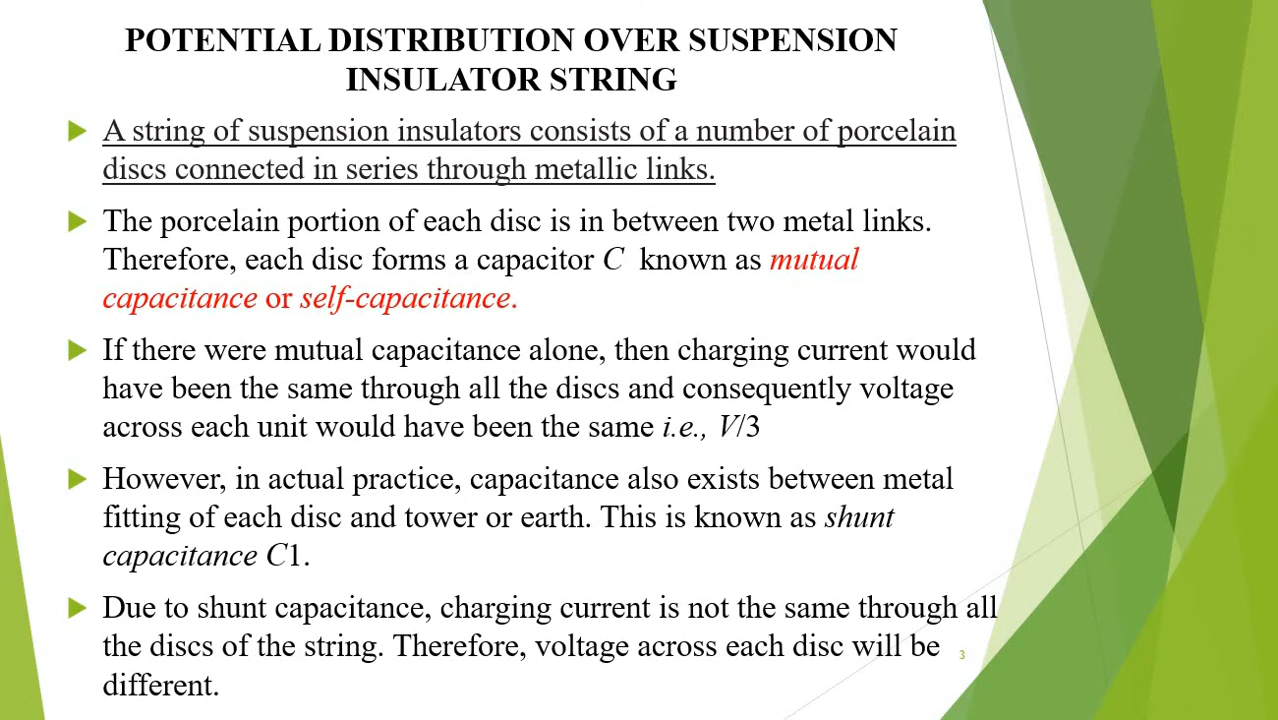 POTENTIAL DISTRIBUTION OVER SUSPENSION
INSULATOR STRING
A string of suspension insulators consists of a number of porcelain
discs connected in series through metallic links.
The porcelain portion of each disc is in between two metal links.
Therefore, each disc forms a capacitor C known as mutual
capacitance or self-capacitance.
If there were mutual capacitance alone, then charging current would
have been the same through all the discs and consequently voltage
across each unit would have been the same i.e., V/3
However, in actual practice, capacitance also exists between metal
fitting of each disc and tower or earth. This is known as shunt
capacitance C1.
Due to shunt capacitance, charging current is not the same through all
the discs of the string. Therefore, voltage across each disc will be
different.
3